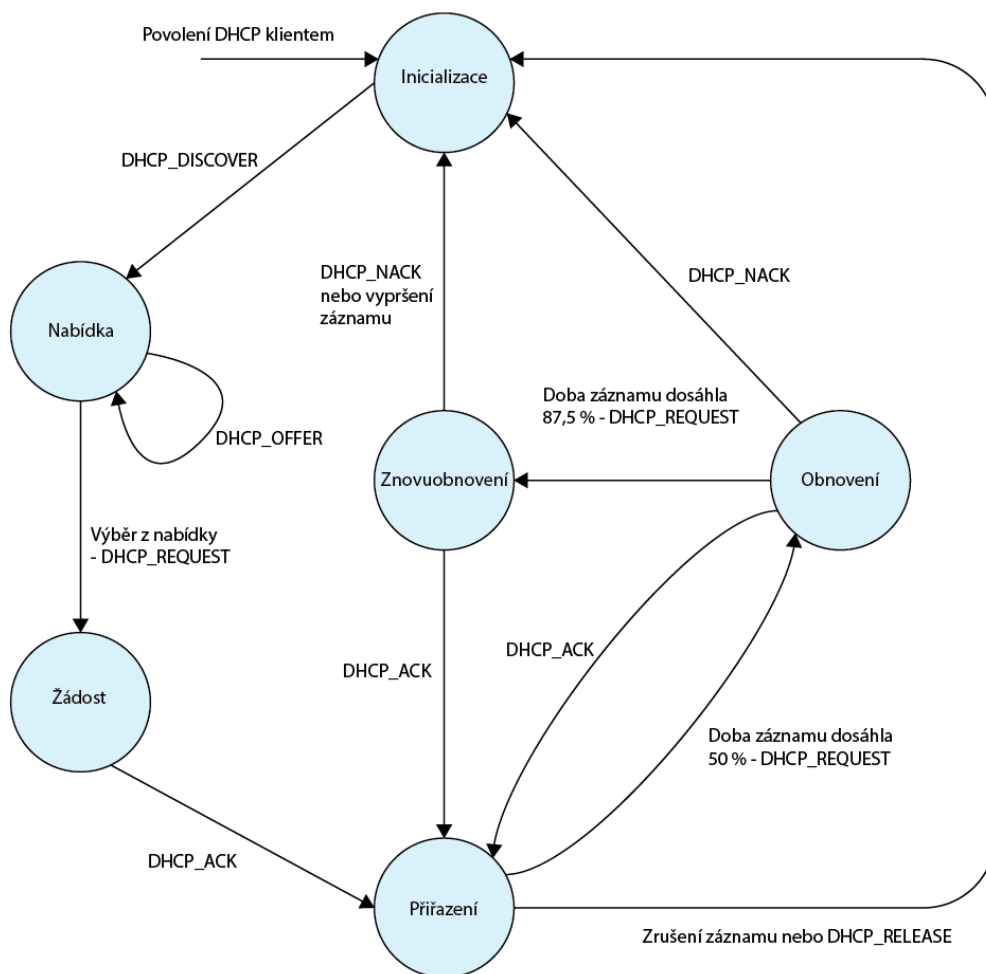 Povolení DHCP klientem
Inicializace
DHCP_DISCOVER
DHCP_NACK
nebo vypršení
záznamu
DHCP_NACK
Nabídka
DHCP_OFFER
Doba záznamu dosáhla
87,5 % - DHCP_REQUEST
Znovuobnovení
Obnovení
Výběr z nabídky
- DHCP_REQUEST
DHCP_ACK
DHCP_ACK
Žádost
Doba záznamu dosáhla
50 % - DHCP_REQUEST
DHCP_ACK
Přiřazení
Zrušení záznamu nebo DHCP_RELEASE